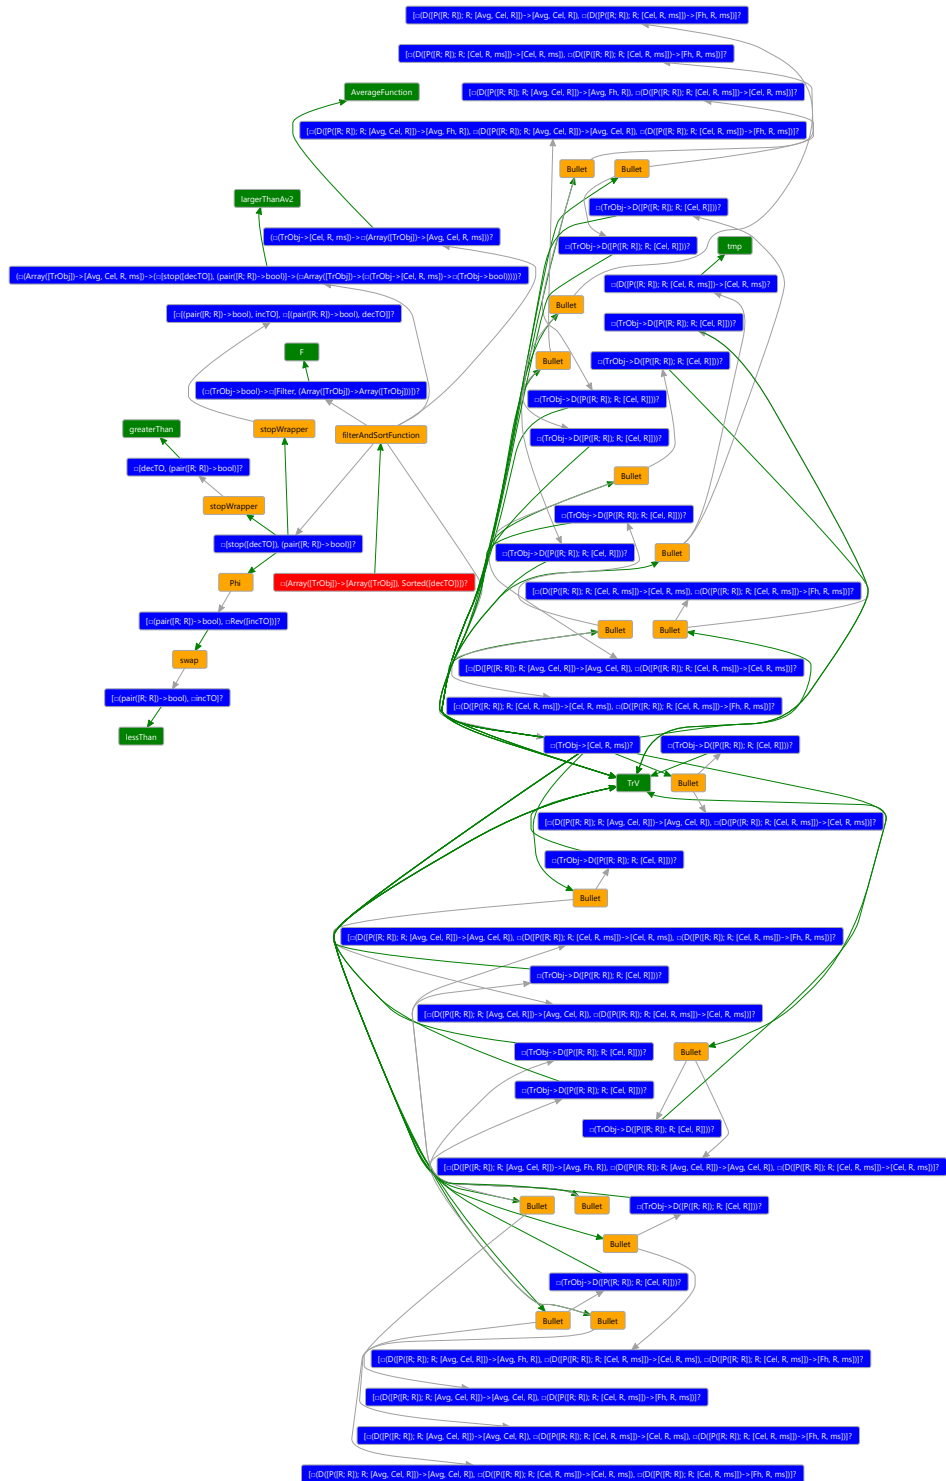 [□(D([P([R; R]); R; [Avg, Cel, R]])->[Avg, Cel, R]), □(D([P([R; R]); R; [Cel, R, ms]])->[Fh, R, ms])]?
[□(D([P([R; R]); R; [Cel, R, ms]])->[Cel, R, ms]), □(D([P([R; R]); R; [Cel, R, ms]])->[Fh, R, ms])]?
AverageFunction
[□(D([P([R; R]); R; [Avg, Cel, R]])->[Avg, Fh, R]), □(D([P([R; R]); R; [Cel, R, ms]])->[Cel, R, ms])]?
[□(D([P([R; R]); R; [Avg, Cel, R]])->[Avg, Fh, R]), □(D([P([R; R]); R; [Avg, Cel, R]])->[Avg, Cel, R]), □(D([P([R; R]); R; [Cel, R, ms]])->[Fh, R, ms])]?
Bullet
Bullet
largerThanAv2
□(TrObj->D([P([R; R]); R; [Cel, R]]))?
(□(TrObj->[Cel, R, ms])->□(Array([TrObj])->[Avg, Cel, R, ms]))?
□(TrObj->D([P([R; R]); R; [Cel, R]]))?
tmp
(□(Array([TrObj])->[Avg, Cel, R, ms])->(□[stop([decTO]), (pair([R; R])->bool)]->(□Array([TrObj])->(□(TrObj->[Cel, R, ms])->□(TrObj->bool)))))?
□(D([P([R; R]); R; [Cel, R, ms]])->[Cel, R, ms])?
Bullet
[□[(pair([R; R])->bool), incTO], □[(pair([R; R])->bool), decTO]]?
□(TrObj->D([P([R; R]); R; [Cel, R]]))?
F
Bullet
□(TrObj->D([P([R; R]); R; [Cel, R]]))?
(□(TrObj->bool)->□[Filter, (Array([TrObj])->Array([TrObj]))])?
□(TrObj->D([P([R; R]); R; [Cel, R]]))?
greaterThan
stopWrapper
filterAndSortFunction
□(TrObj->D([P([R; R]); R; [Cel, R]]))?
□[decTO, (pair([R; R])->bool)]?
Bullet
stopWrapper
□(TrObj->D([P([R; R]); R; [Cel, R]]))?
□[stop([decTO]), (pair([R; R])->bool)]?
□(TrObj->D([P([R; R]); R; [Cel, R]]))?
Bullet
Phi
□(Array([TrObj])->[Array([TrObj]), Sorted([decTO])])?
[□(D([P([R; R]); R; [Cel, R, ms]])->[Cel, R, ms]), □(D([P([R; R]); R; [Cel, R, ms]])->[Fh, R, ms])]?
[□(pair([R; R])->bool), □Rev([incTO])]?
Bullet
Bullet
swap
[□(D([P([R; R]); R; [Avg, Cel, R]])->[Avg, Cel, R]), □(D([P([R; R]); R; [Cel, R, ms]])->[Cel, R, ms])]?
[□(pair([R; R])->bool), □incTO]?
[□(D([P([R; R]); R; [Cel, R, ms]])->[Cel, R, ms]), □(D([P([R; R]); R; [Cel, R, ms]])->[Fh, R, ms])]?
lessThan
□(TrObj->[Cel, R, ms])?
□(TrObj->D([P([R; R]); R; [Cel, R]]))?
TrV
Bullet
[□(D([P([R; R]); R; [Avg, Cel, R]])->[Avg, Cel, R]), □(D([P([R; R]); R; [Cel, R, ms]])->[Cel, R, ms])]?
□(TrObj->D([P([R; R]); R; [Cel, R]]))?
Bullet
[□(D([P([R; R]); R; [Avg, Cel, R]])->[Avg, Cel, R]), □(D([P([R; R]); R; [Cel, R, ms]])->[Cel, R, ms]), □(D([P([R; R]); R; [Cel, R, ms]])->[Fh, R, ms])]?
□(TrObj->D([P([R; R]); R; [Cel, R]]))?
[□(D([P([R; R]); R; [Avg, Cel, R]])->[Avg, Cel, R]), □(D([P([R; R]); R; [Cel, R, ms]])->[Cel, R, ms])]?
□(TrObj->D([P([R; R]); R; [Cel, R]]))?
Bullet
□(TrObj->D([P([R; R]); R; [Cel, R]]))?
□(TrObj->D([P([R; R]); R; [Cel, R]]))?
[□(D([P([R; R]); R; [Avg, Cel, R]])->[Avg, Fh, R]), □(D([P([R; R]); R; [Avg, Cel, R]])->[Avg, Cel, R]), □(D([P([R; R]); R; [Cel, R, ms]])->[Cel, R, ms])]?
Bullet
Bullet
□(TrObj->D([P([R; R]); R; [Cel, R]]))?
Bullet
□(TrObj->D([P([R; R]); R; [Cel, R]]))?
Bullet
Bullet
[□(D([P([R; R]); R; [Avg, Cel, R]])->[Avg, Fh, R]), □(D([P([R; R]); R; [Cel, R, ms]])->[Cel, R, ms]), □(D([P([R; R]); R; [Cel, R, ms]])->[Fh, R, ms])]?
[□(D([P([R; R]); R; [Avg, Cel, R]])->[Avg, Cel, R]), □(D([P([R; R]); R; [Cel, R, ms]])->[Fh, R, ms])]?
[□(D([P([R; R]); R; [Avg, Cel, R]])->[Avg, Cel, R]), □(D([P([R; R]); R; [Cel, R, ms]])->[Cel, R, ms]), □(D([P([R; R]); R; [Cel, R, ms]])->[Fh, R, ms])]?
[□(D([P([R; R]); R; [Avg, Cel, R]])->[Avg, Cel, R]), □(D([P([R; R]); R; [Cel, R, ms]])->[Cel, R, ms]), □(D([P([R; R]); R; [Cel, R, ms]])->[Fh, R, ms])]?